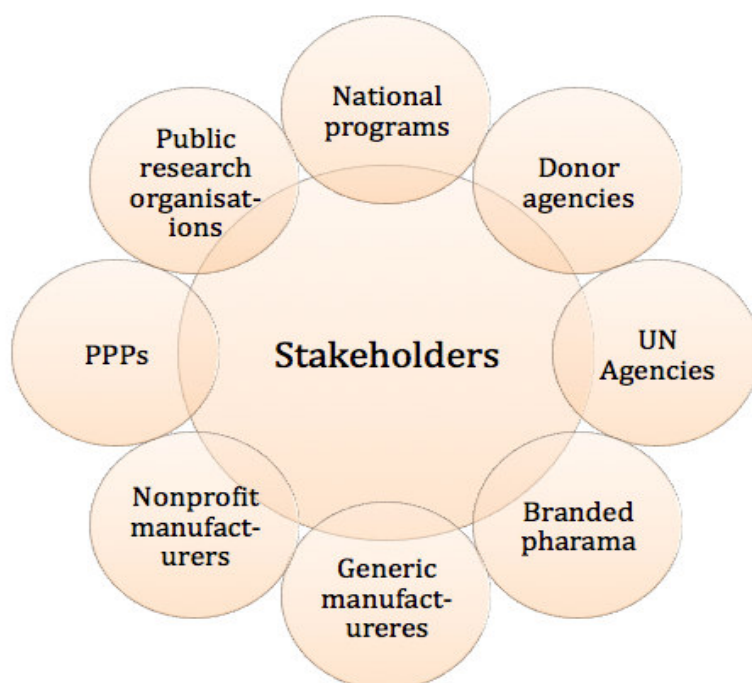 National
programs
Donor
agencies
UN
Agencies
Branded
pharama
Generic
manufact-
ureres
Nonprofit
manufact-
urers
PPPs
Public
research
organisat-
ions
Stakeholders